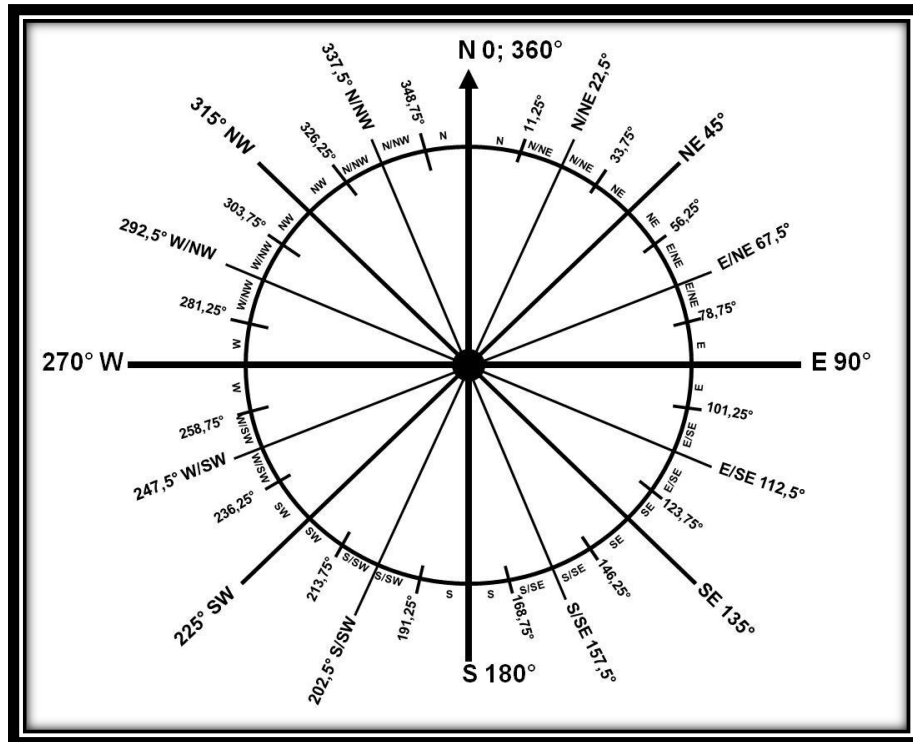 N 0; 360°
11,25°
N/NE 22,5°
33,75°
NE 45°
56,25°
E/NE 67,5°
78,75°
E 90°
101,25°
E/SE 112,5°
123,75°
SE 135°
146,25°
S/SE 157,5°
168,75°
S 180°
191,25°
202,5° S/SW
213,75°
225° SW
236,25°
247,5° W/SW
258,75°
270° W
281,25°
292,5° W/NW
303,75°
315° NW
326,25°
337,5° N/NW
348,75°
N
N/NE
N/NE
NE
NE
E/NE
E/NE
E
E
E/SE
E/SE
SE
SE
S/SE
S/SE
S
S
S/SW
S/SW
SW
SW
W/SW
W/SW
W
W
W/NW
W/NW
NW
NW
N/NW
N/NW
N